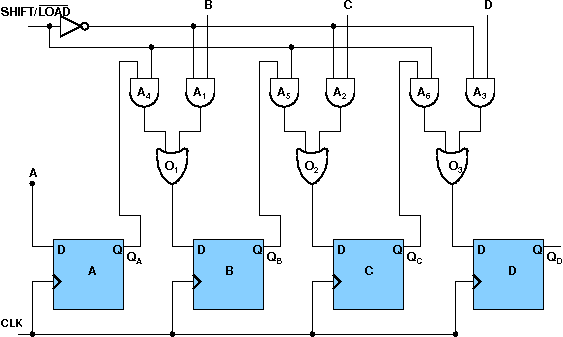 B C D
SHIFT/LOAD
A4 A1 A5 A2 A6 A3
O1 O2 O3
A
D Q D Q D Q D Q
QA QB QC QD
A B C D
CLK